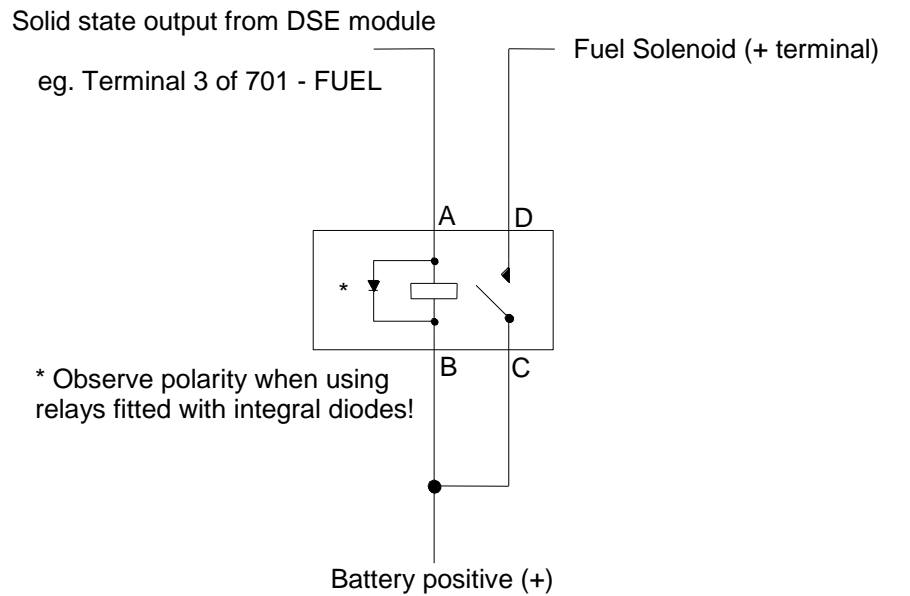 Solid state output from DSE module
Fuel Solenoid (+ terminal)
eg. Terminal 3 of 701 - FUEL
A
D
*
B
C
* Observe polarity when using
relays fitted with integral diodes!
Battery positive (+)